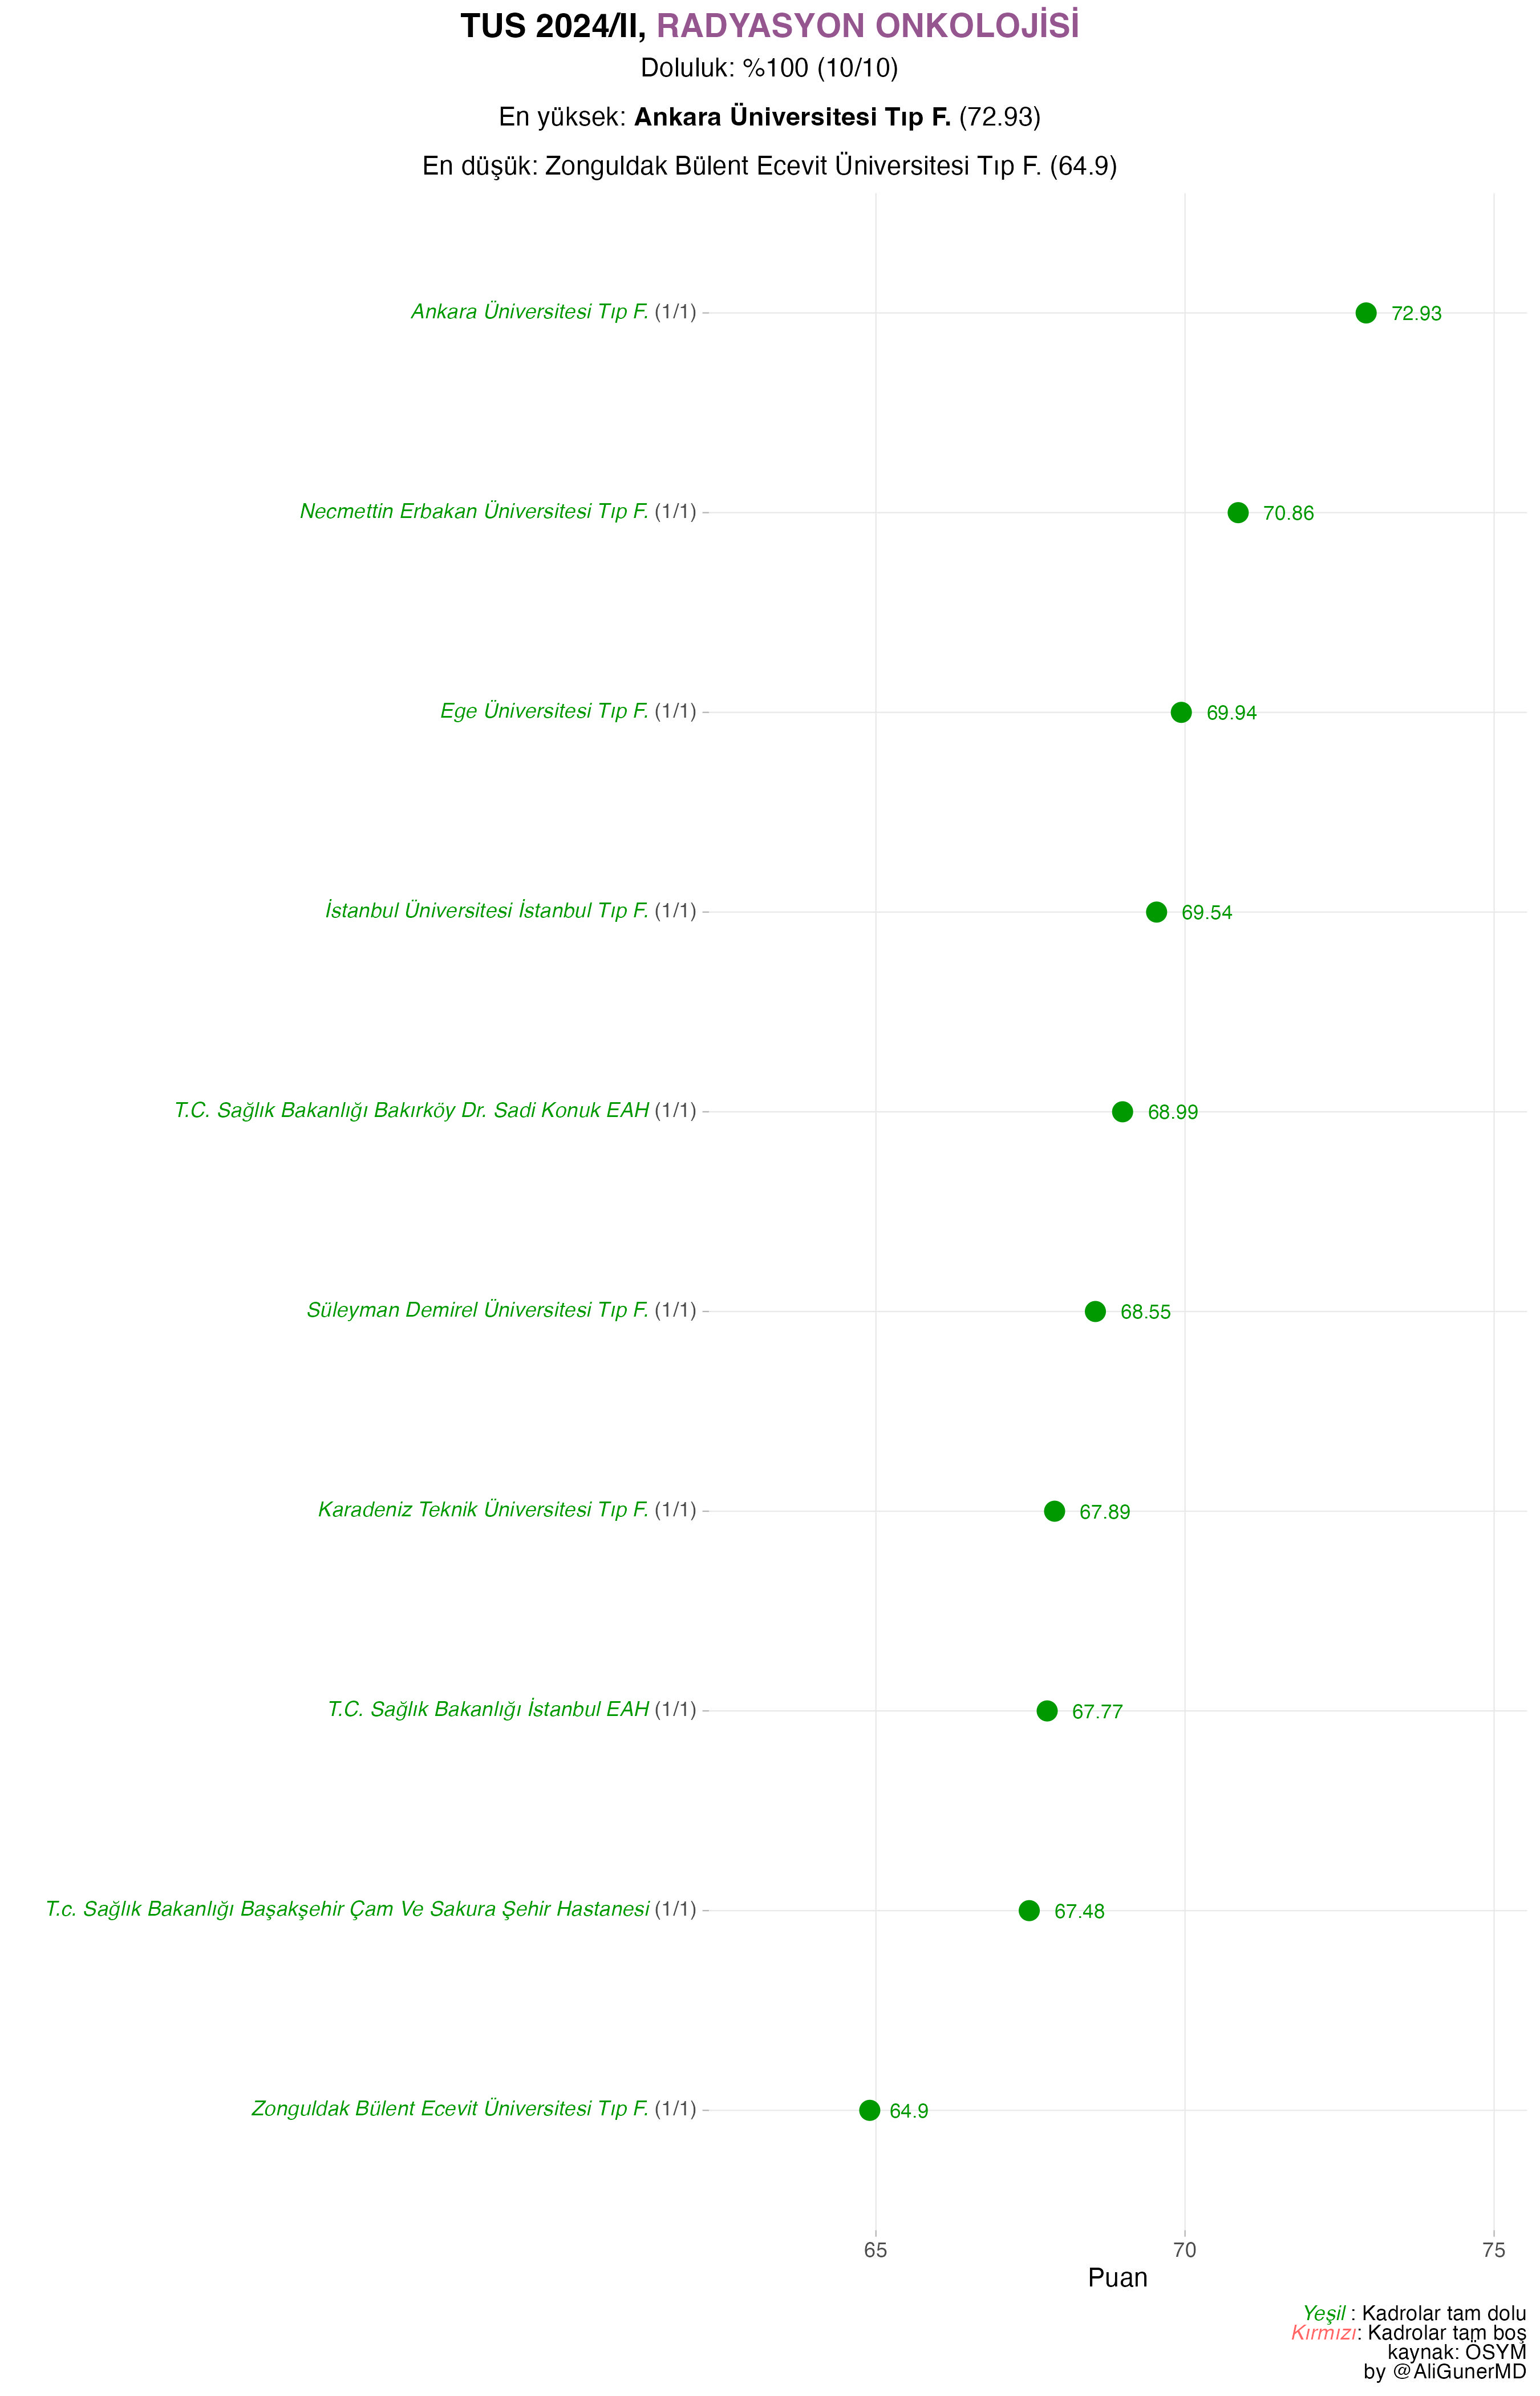 TUS 2024/II, RADYASYON ONKOLOJİSİ
Doluluk: %100 (10/10)
En yüksek: Ankara Üniversitesi Tıp F. (72.93)
En düşük: Zonguldak Bülent Ecevit Üniversitesi Tıp F. (64.9)
Ankara Üniversitesi Tıp F. (1/1) 72.93
Necmettin Erbakan Üniversitesi Tıp F. (1/1) 70.86
Ege Üniversitesi Tıp F. (1/1) 69.94
İstanbul Üniversitesi İstanbul Tıp F. (1/1) 69.54
T.C. Sağlık Bakanlığı Bakırköy Dr. Sadi Konuk EAH (1/1) 68.99
Süleyman Demirel Üniversitesi Tıp F. (1/1) 68.55
Karadeniz Teknik Üniversitesi Tıp F. (1/1) 67.89
T.C. Sağlık Bakanlığı İstanbul EAH (1/1) 67.77
T.c. Sağlık Bakanlığı Başakşehir Çam Ve Sakura Şehir Hastanesi (1/1) 67.48
Zonguldak Bülent Ecevit Üniversitesi Tıp F. (1/1) 64.9
65 70 75
Puan
Yeşil : Kadrolar tam dolu
Kırmızı: Kadrolar tam boş
kaynak: ÖSYM
by @AliGunerMD